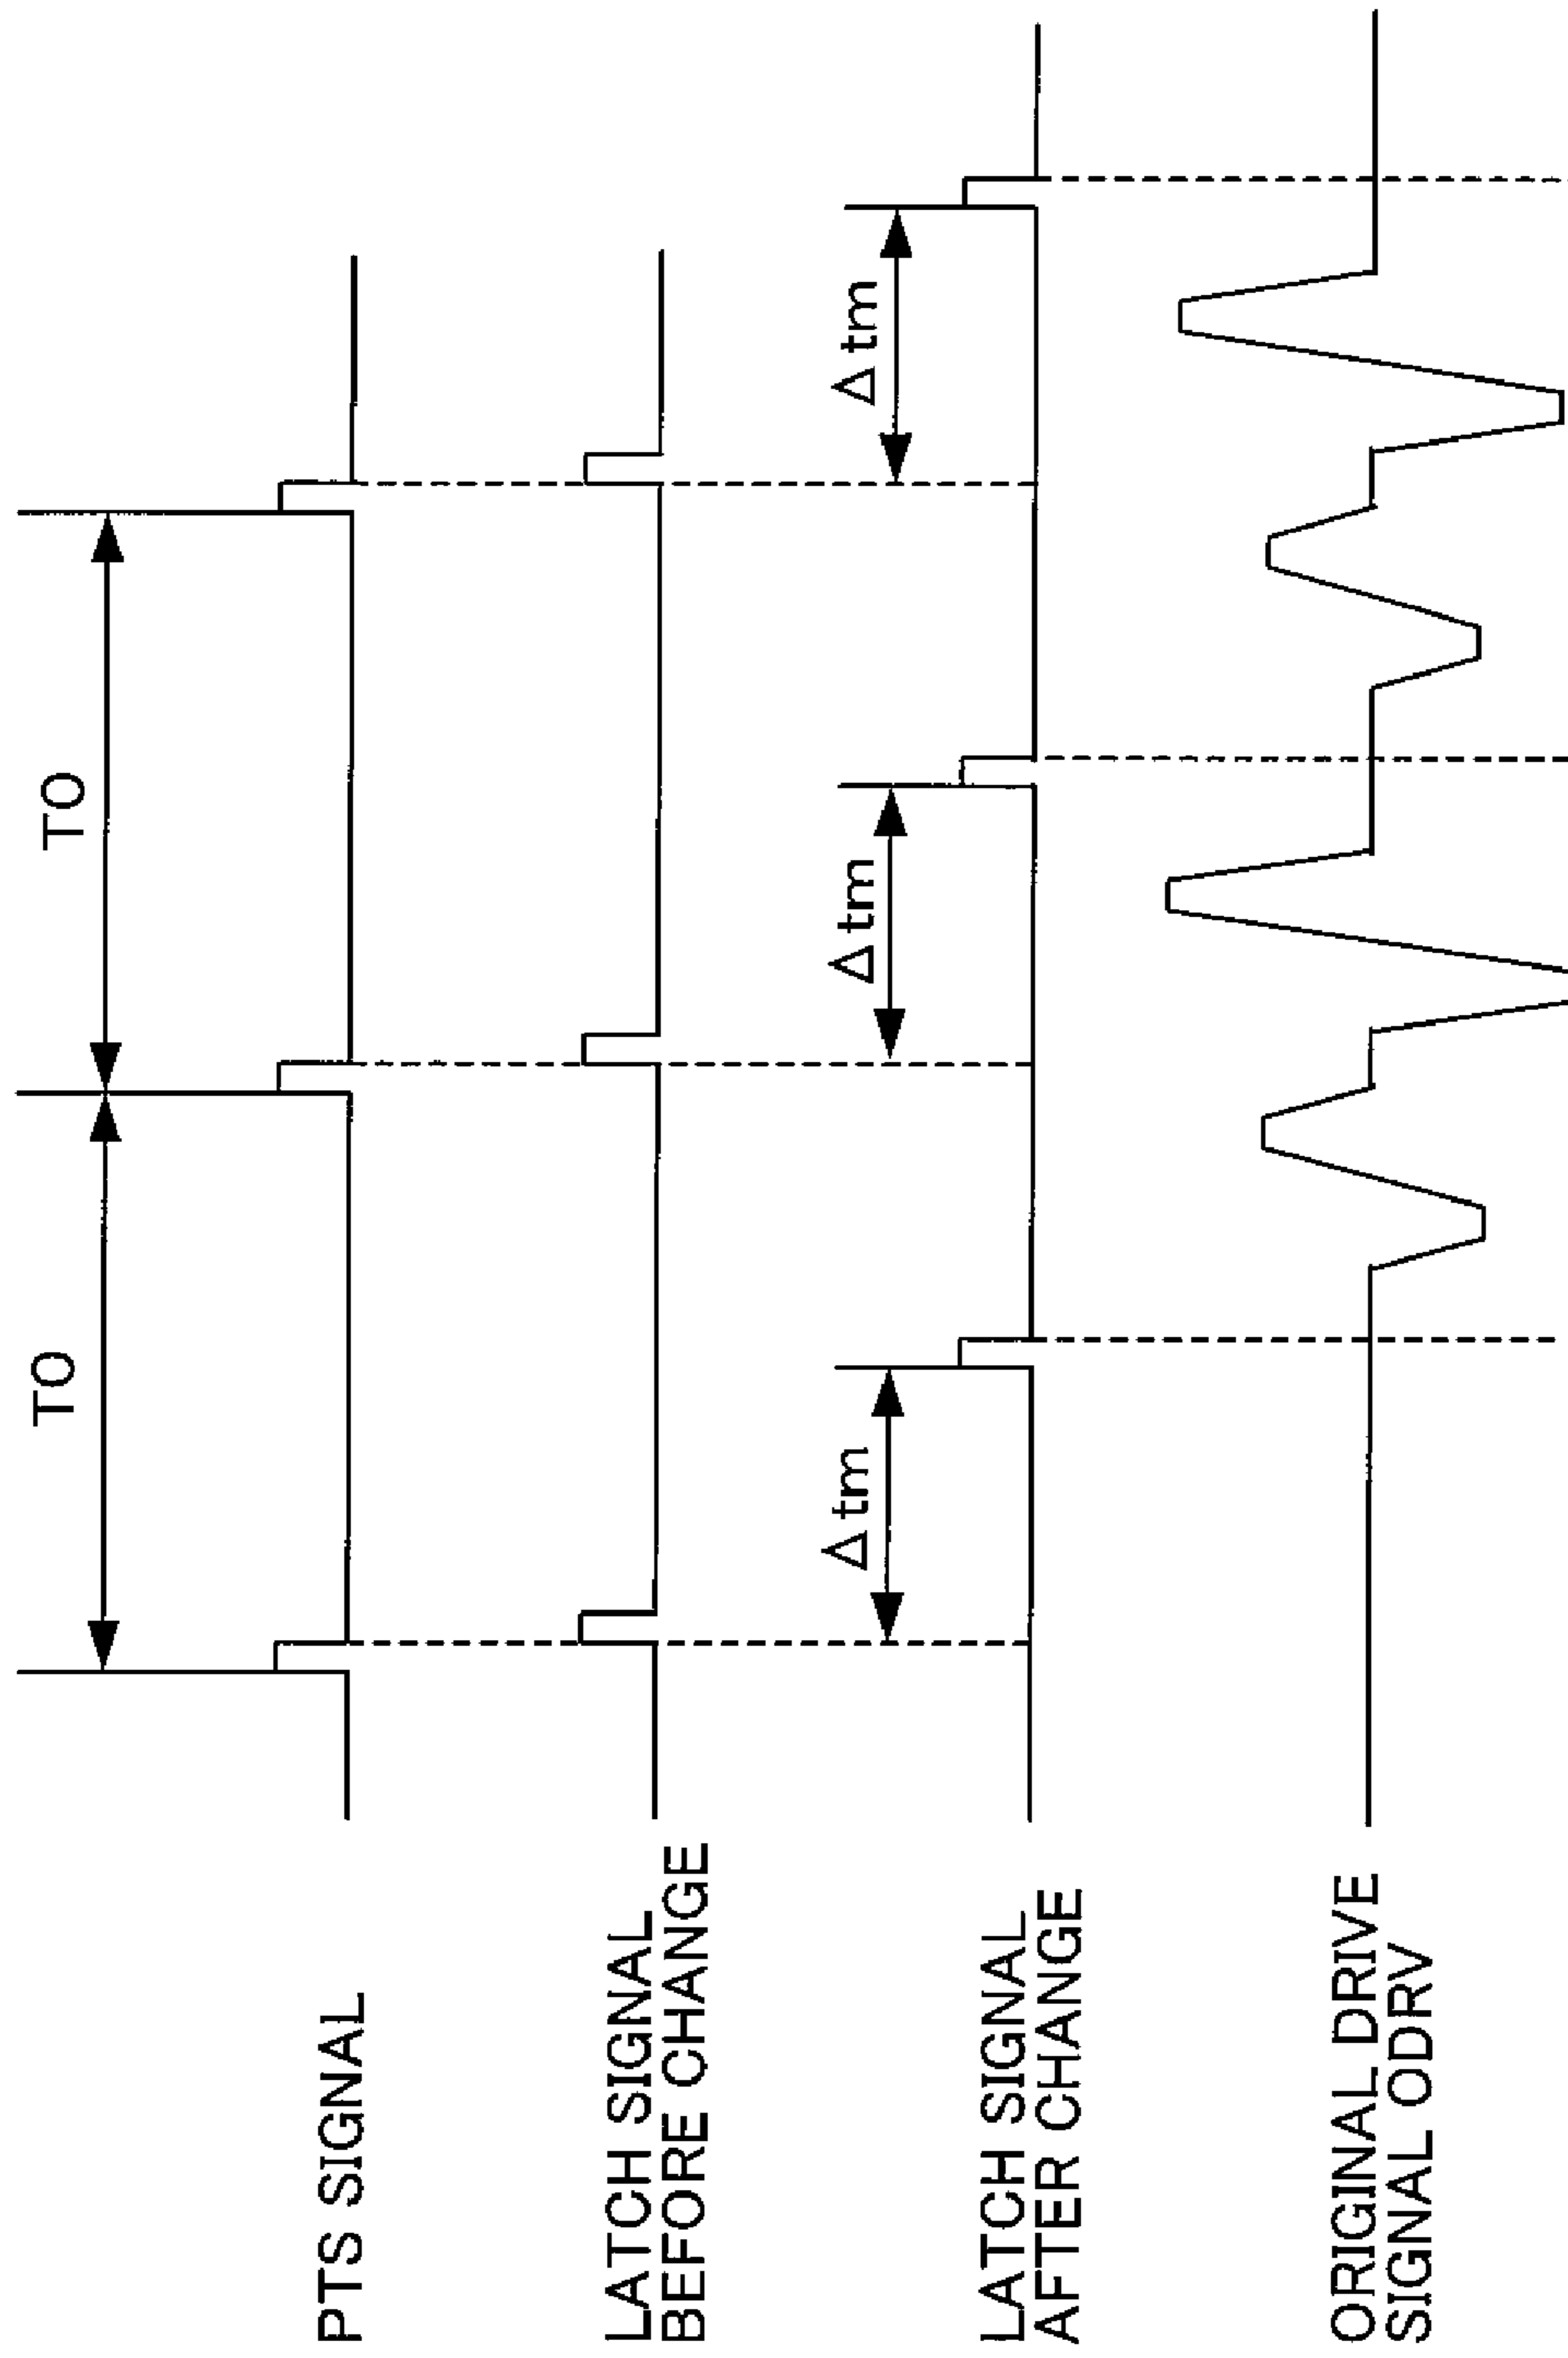 TO
TO
PTS SIGNAL
LATCH SIGNAL
BEFORE CHANGE
Δtm
Δtm
Δtm
LATCH SIGNAL
AFTER CHANGE
ORIGINAL DRIVE
SIGNAL ODRV